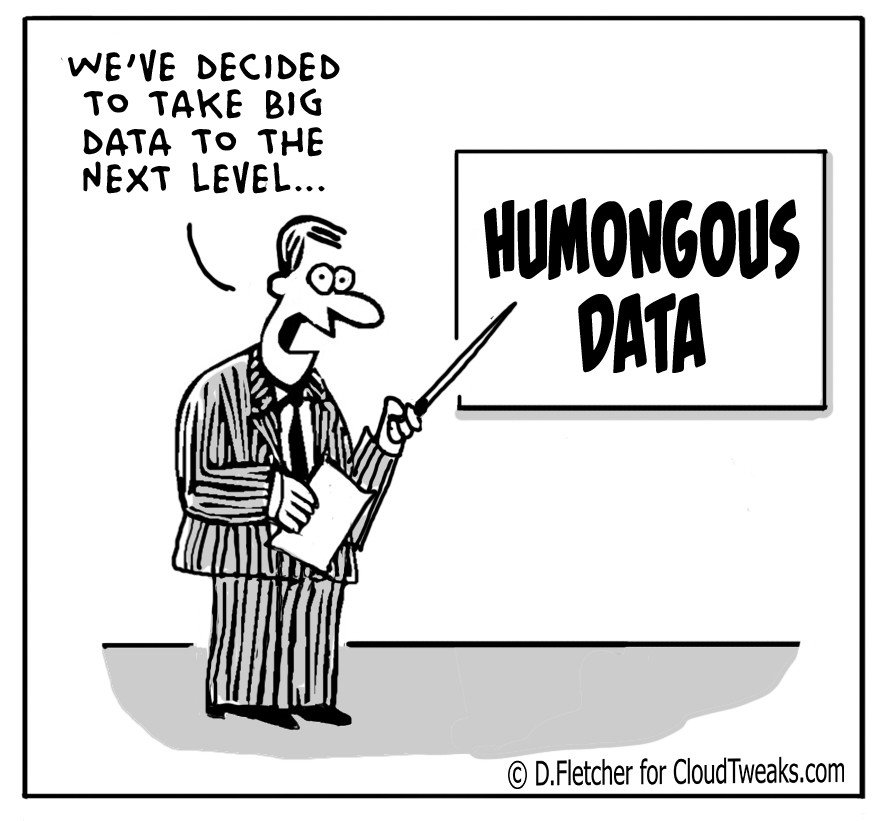 WE'VE DECIDED
TO TAKE BIG
DATA TO THE
NEXT LEVEL...
HUMONGOUS
DATA
© D.Fletcher for CloudTweaks.com